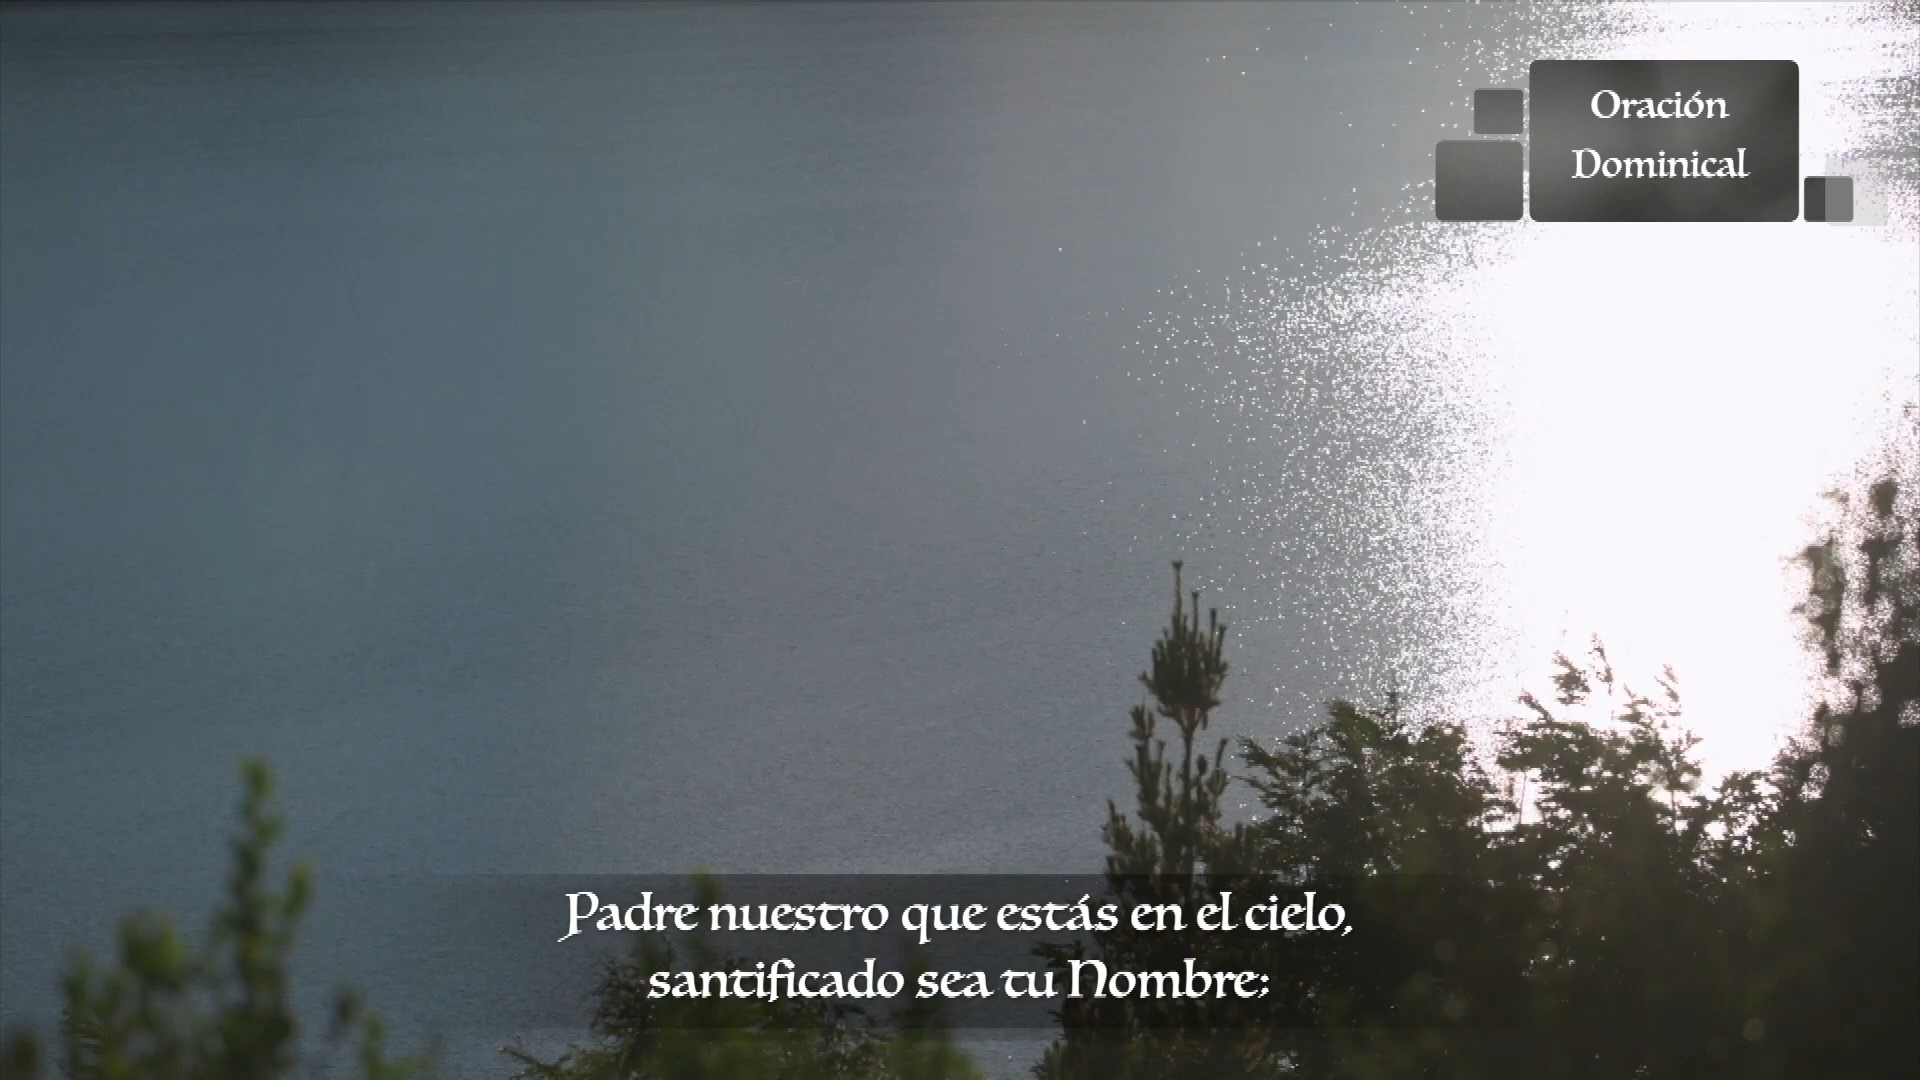 Oración
Dominical
Padre nuestro que estás en el cielo,
santificado sea tu Nombre: